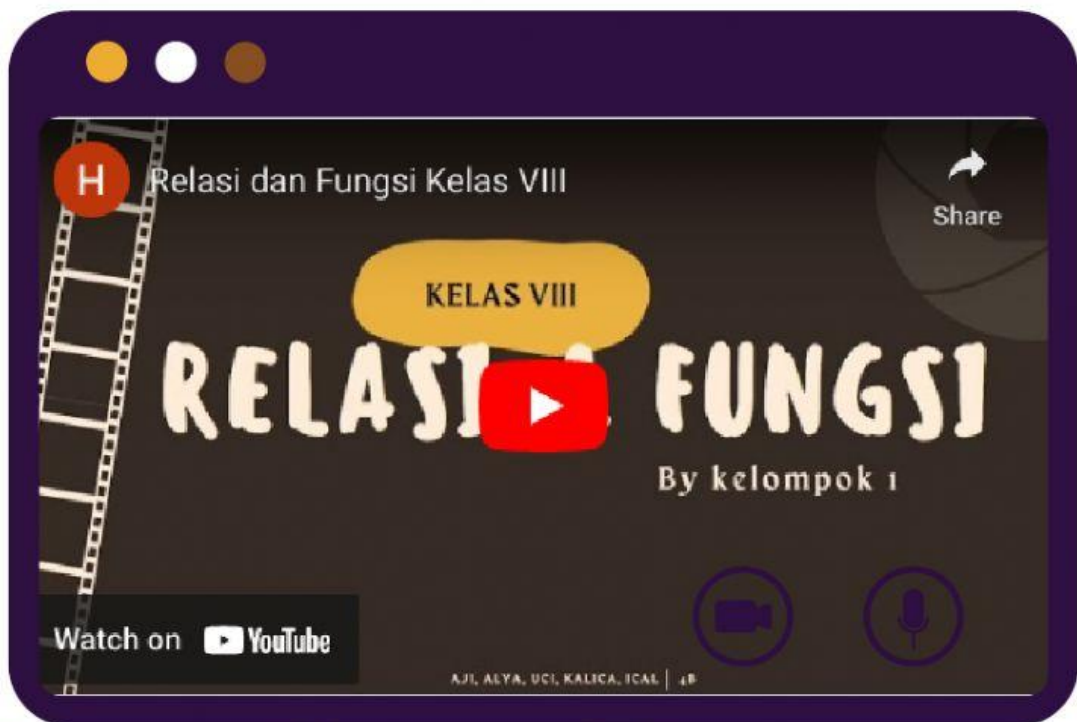 H
Relasi dan Fungsi Kelas VIII
Share
KELAS VIII
RELASI & FUNGSI
By kelompok 1
Watch on YouTube
AJI, ALYA, UCI, KALICA, ICAL | 4B